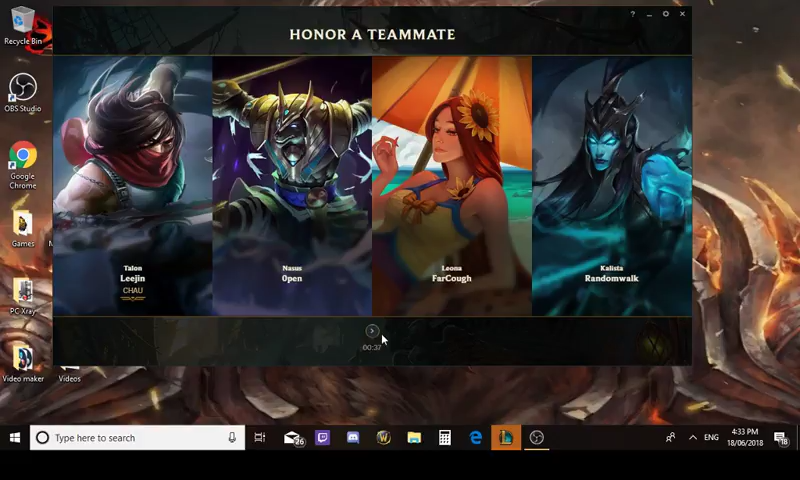 Recycle Bin
OBS Studio
Google
Chrome
Games
PC Xray
Video maker
Videos
?
HONOR A TEAMMATE
Talon
Leejin
CHAU
Nasus
0pen
Leona
FarCough
Kalista
Randomwalk
00:37
Type here to search
26
ENG
4:33 PM
18/06/2018
18